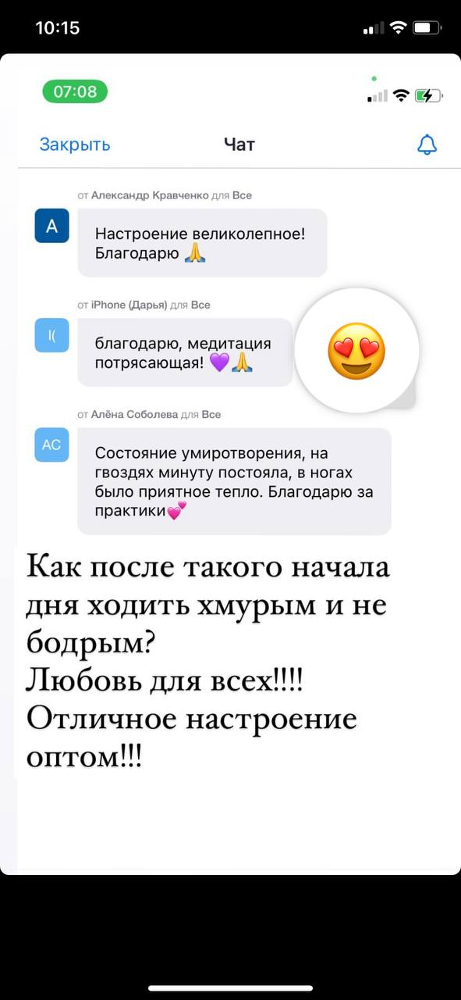 10:15
07:08
Закрыть
Чат
от Александр Кравченко для Все
А
Настроение великолепное!
Благодарю 🙏
от iPhone (Дарья) для Все
I(
благодарю, медитация
потрясающая! 💜🙏
от Алёна Соболева для Все
АС
Состояние умиротворения, на
гвоздях минуту постояла, в ногах
было приятное тепло. Благодарю за
практики💕
Как после такого начала
дня ходить хмурым и не
бодрым?
Любовь для всех!!!!
Отличное настроение
оптом!!!